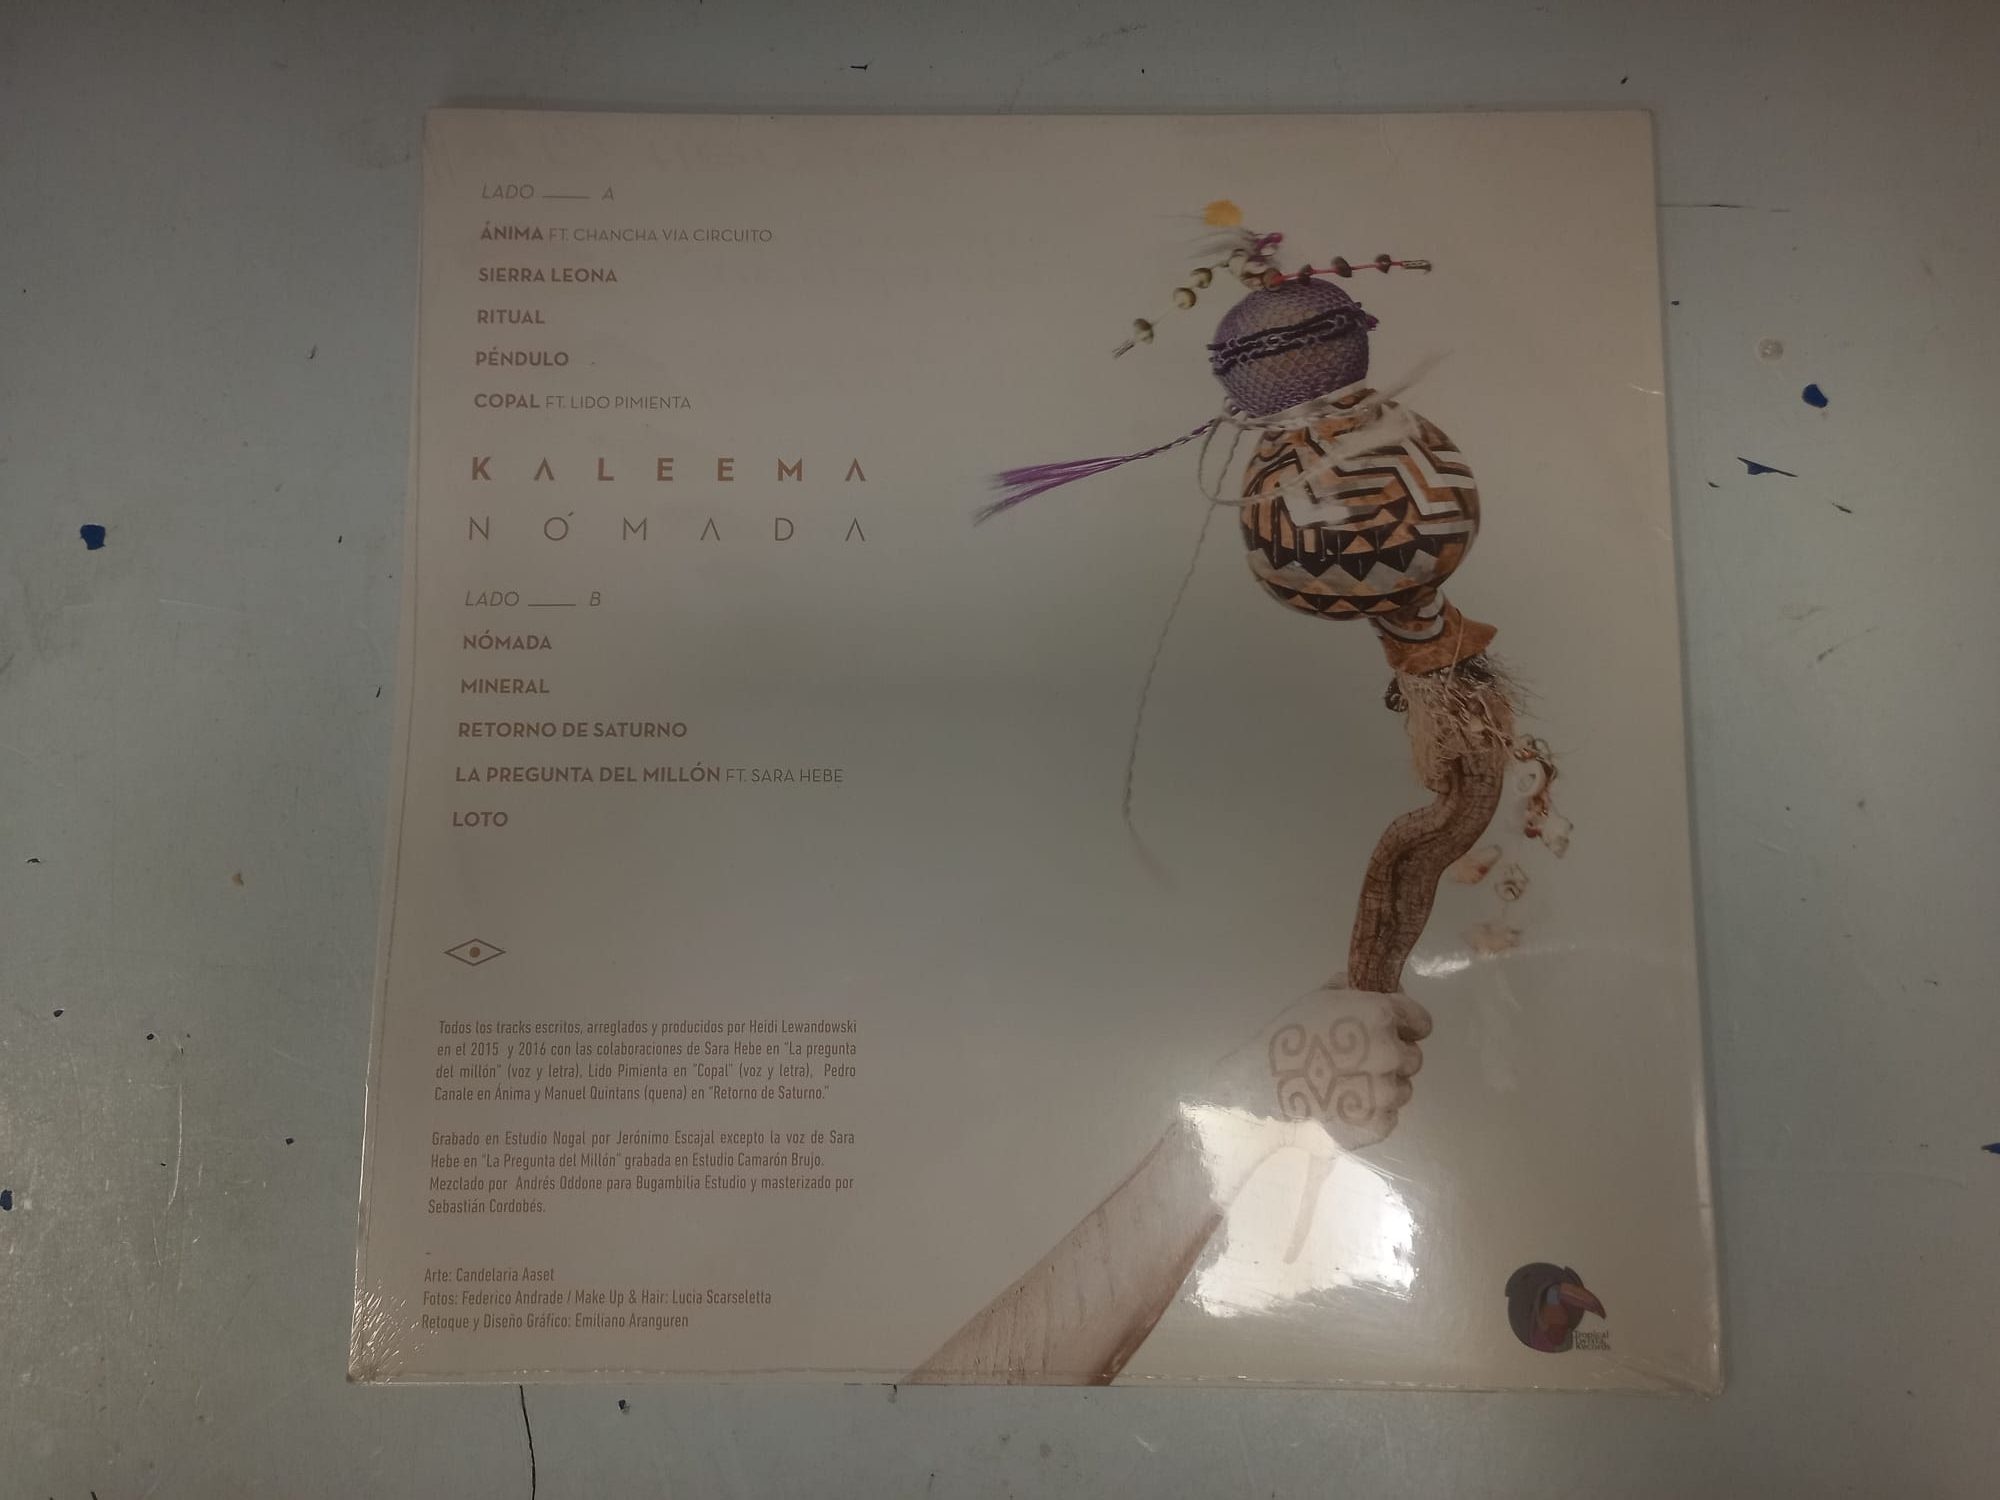 LADO ____ A
ÁNIMA FT. CHANCHA VIA CIRCUITO
SIERRA LEONA
RITUAL
PÉNDULO
COPAL FT. LIDO PIMIENTA
KALEEMA
NÓMADA
LADO ____ B
NÓMADA
MINERAL
RETORNO DE SATURNO
LA PREGUNTA DEL MILLÓN FT. SARA HEBE
LOTO
Todos los tracks escritos, arreglados y producidos por Heidi Lewandowski
en el 2015 y 2016 con las colaboraciones de Sara Hebe en "La pregunta
del millón" (voz y letra), Lido Pimienta en "Copal" (voz y letra), Pedro
Canale en Ánima y Manuel Quintans (quena) en "Retorno de Saturno."
Grabado en Estudio Nogal por Jerónimo Escajal excepto la voz de Sara
Hebe en "La Pregunta del Millón" grabada en Estudio Camarón Brujo.
Mezclado por Andrés Oddone para Bugambilia Estudio y masterizado por
Sebastián Cordobés.
-
Arte: Candelaria Aaset
Fotos: Federico Andrade / Make Up & Hair: Lucia Scarseletta
Retoque y Diseño Gráfico: Emiliano Aranguren
Tropical
Twista
Records